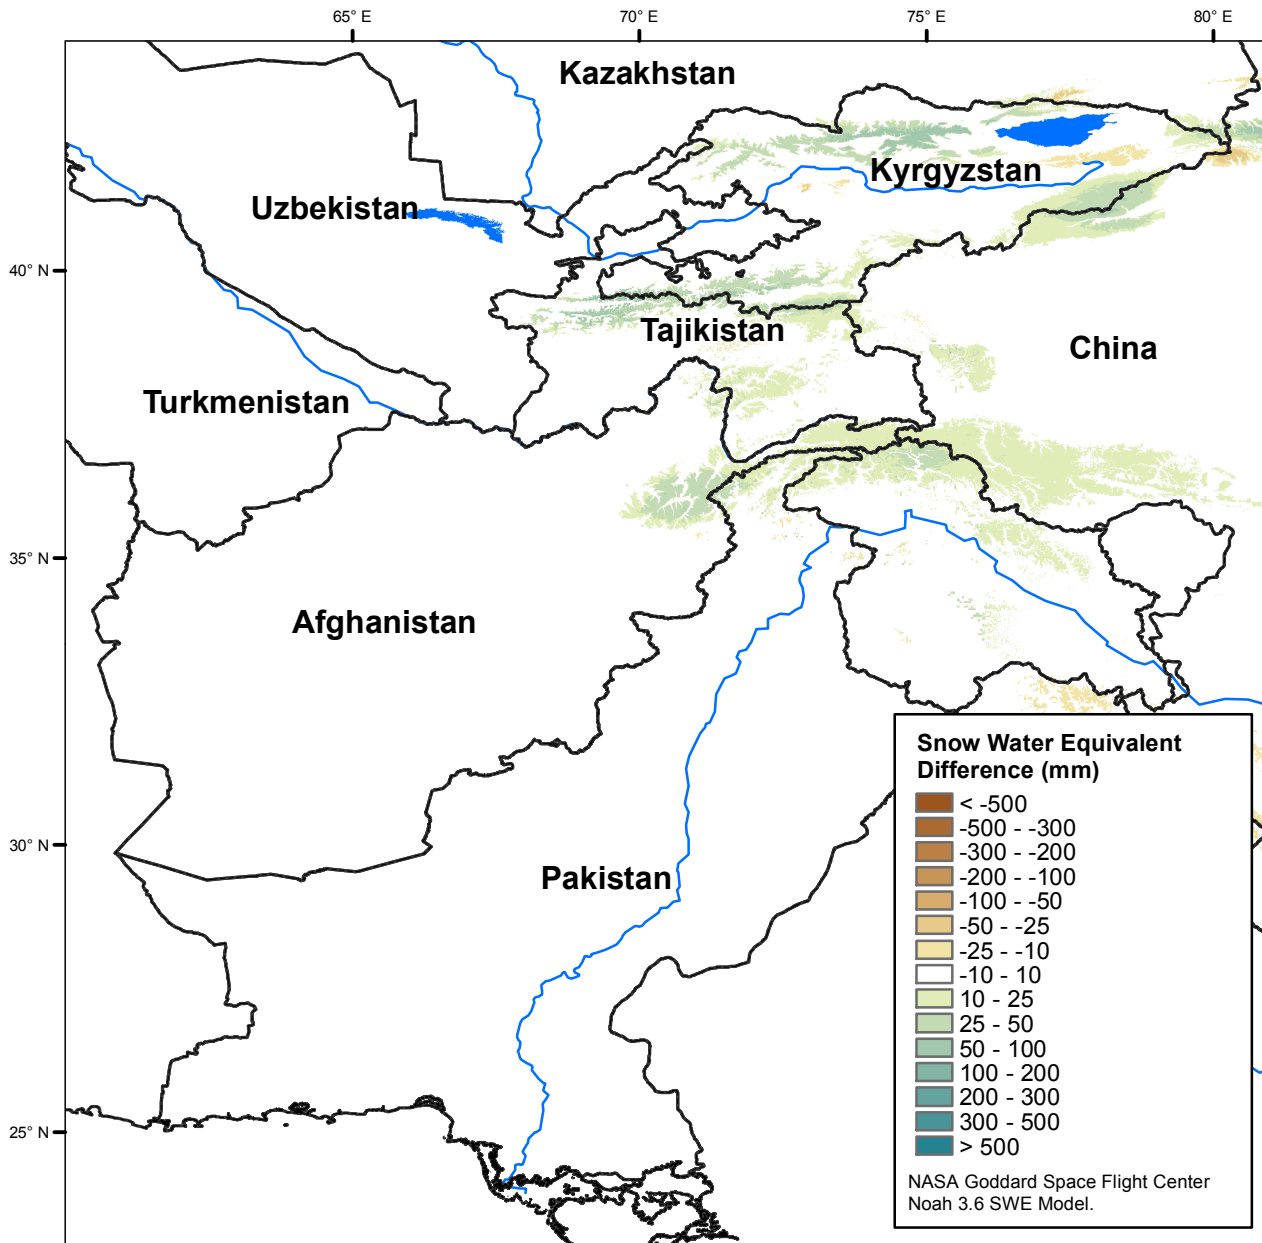 65° E
70° E
75° E
80° E
Kazakhstan
Kyrgyzstan
Uzbekistan
40° N
Tajikistan
China
Turkmenistan
35° N
Afghanistan
30° N
Pakistan
25° N
Snow Water Equivalent
Difference (mm)
< -500
-500 - -300
-300 - -200
-200 - -100
-100 - -50
-50 - -25
-25 - -10
-10 - 10
10 - 25
25 - 50
50 - 100
100 - 200
200 - 300
300 - 500
> 500
NASA Goddard Space Flight Center
Noah 3.6 SWE Model.